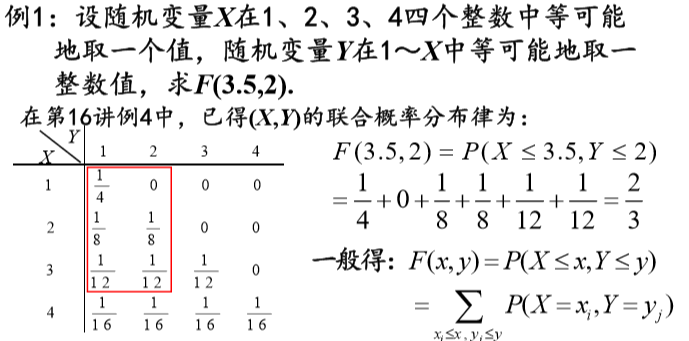 例1：设随机变量X在1、2、3、4四个整数中等可能
地取一个值，随机变量Y在1～X中等可能地取一
整数值，求F(3.5,2).
在第16讲例4中，已得(X,Y)的联合概率分布律为：
X\Y 1 2 3 4
1 1/4 0 0 0
2 1/8 1/8 0 0
3 1/12 1/12 1/12 0
4 1/16 1/16 1/16 1/16
F(3.5,2) = P(X ≤ 3.5, Y ≤ 2)
= 1/4 + 0 + 1/8 + 1/8 + 1/12 + 1/12 = 2/3
一般得：F(x,y) = P(X ≤ x, Y ≤ y)
= ∑ P(X = x_i, Y = y_j)
x_i≤x, y_i≤y